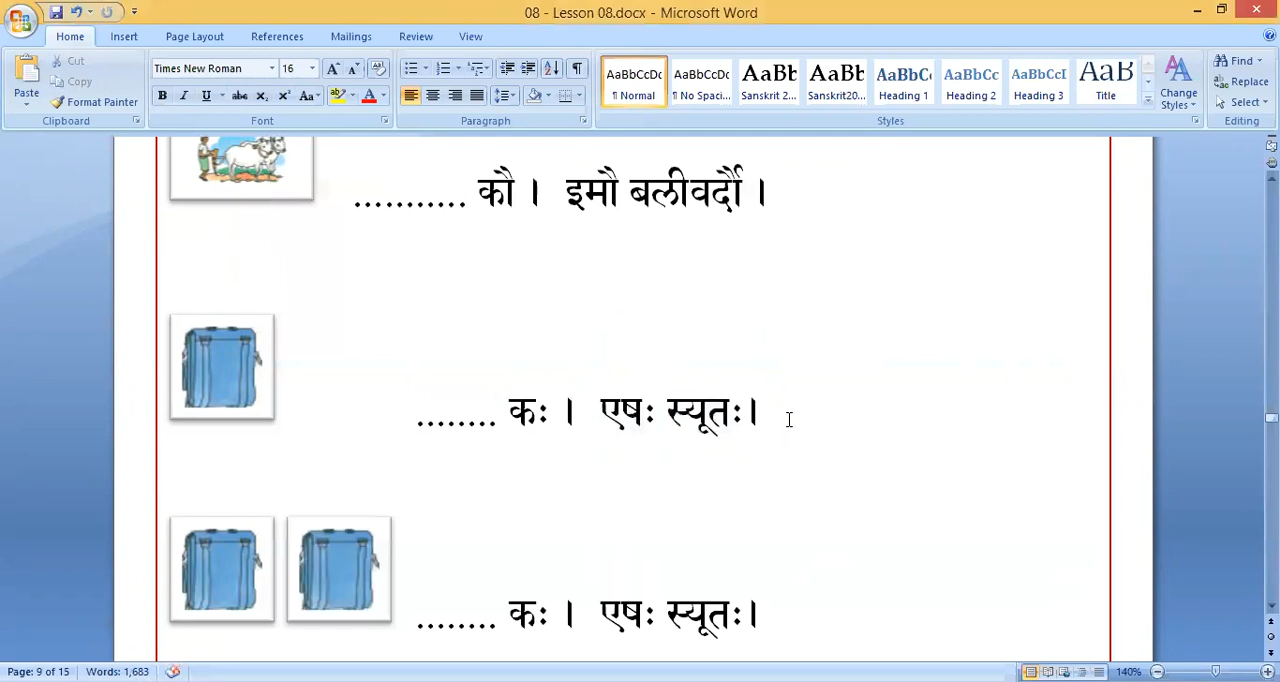 08 - Lesson 08.docx - Microsoft Word
Home Insert Page Layout References Mailings Review View
Cut
Copy
Format Painter
Paste
Clipboard
Times New Roman 16
Font
Paragraph
AaBbCcDc AaBbCcDc AaBb AaBb AaBbC AaBbCc AaBbCcI AaB
¶ Normal ¶ No Spaci... Sanskrit 2... Sanskrit20... Heading 1 Heading 2 Heading 3 Title
Change Styles
Styles
Find
Replace
Select
Editing
........... कौ । इमौ बलीवर्दौ ।
........ कः । एषः स्यूतः।
........ कः । एषः स्यूतः।
Page: 9 of 15 Words: 1,683 140%